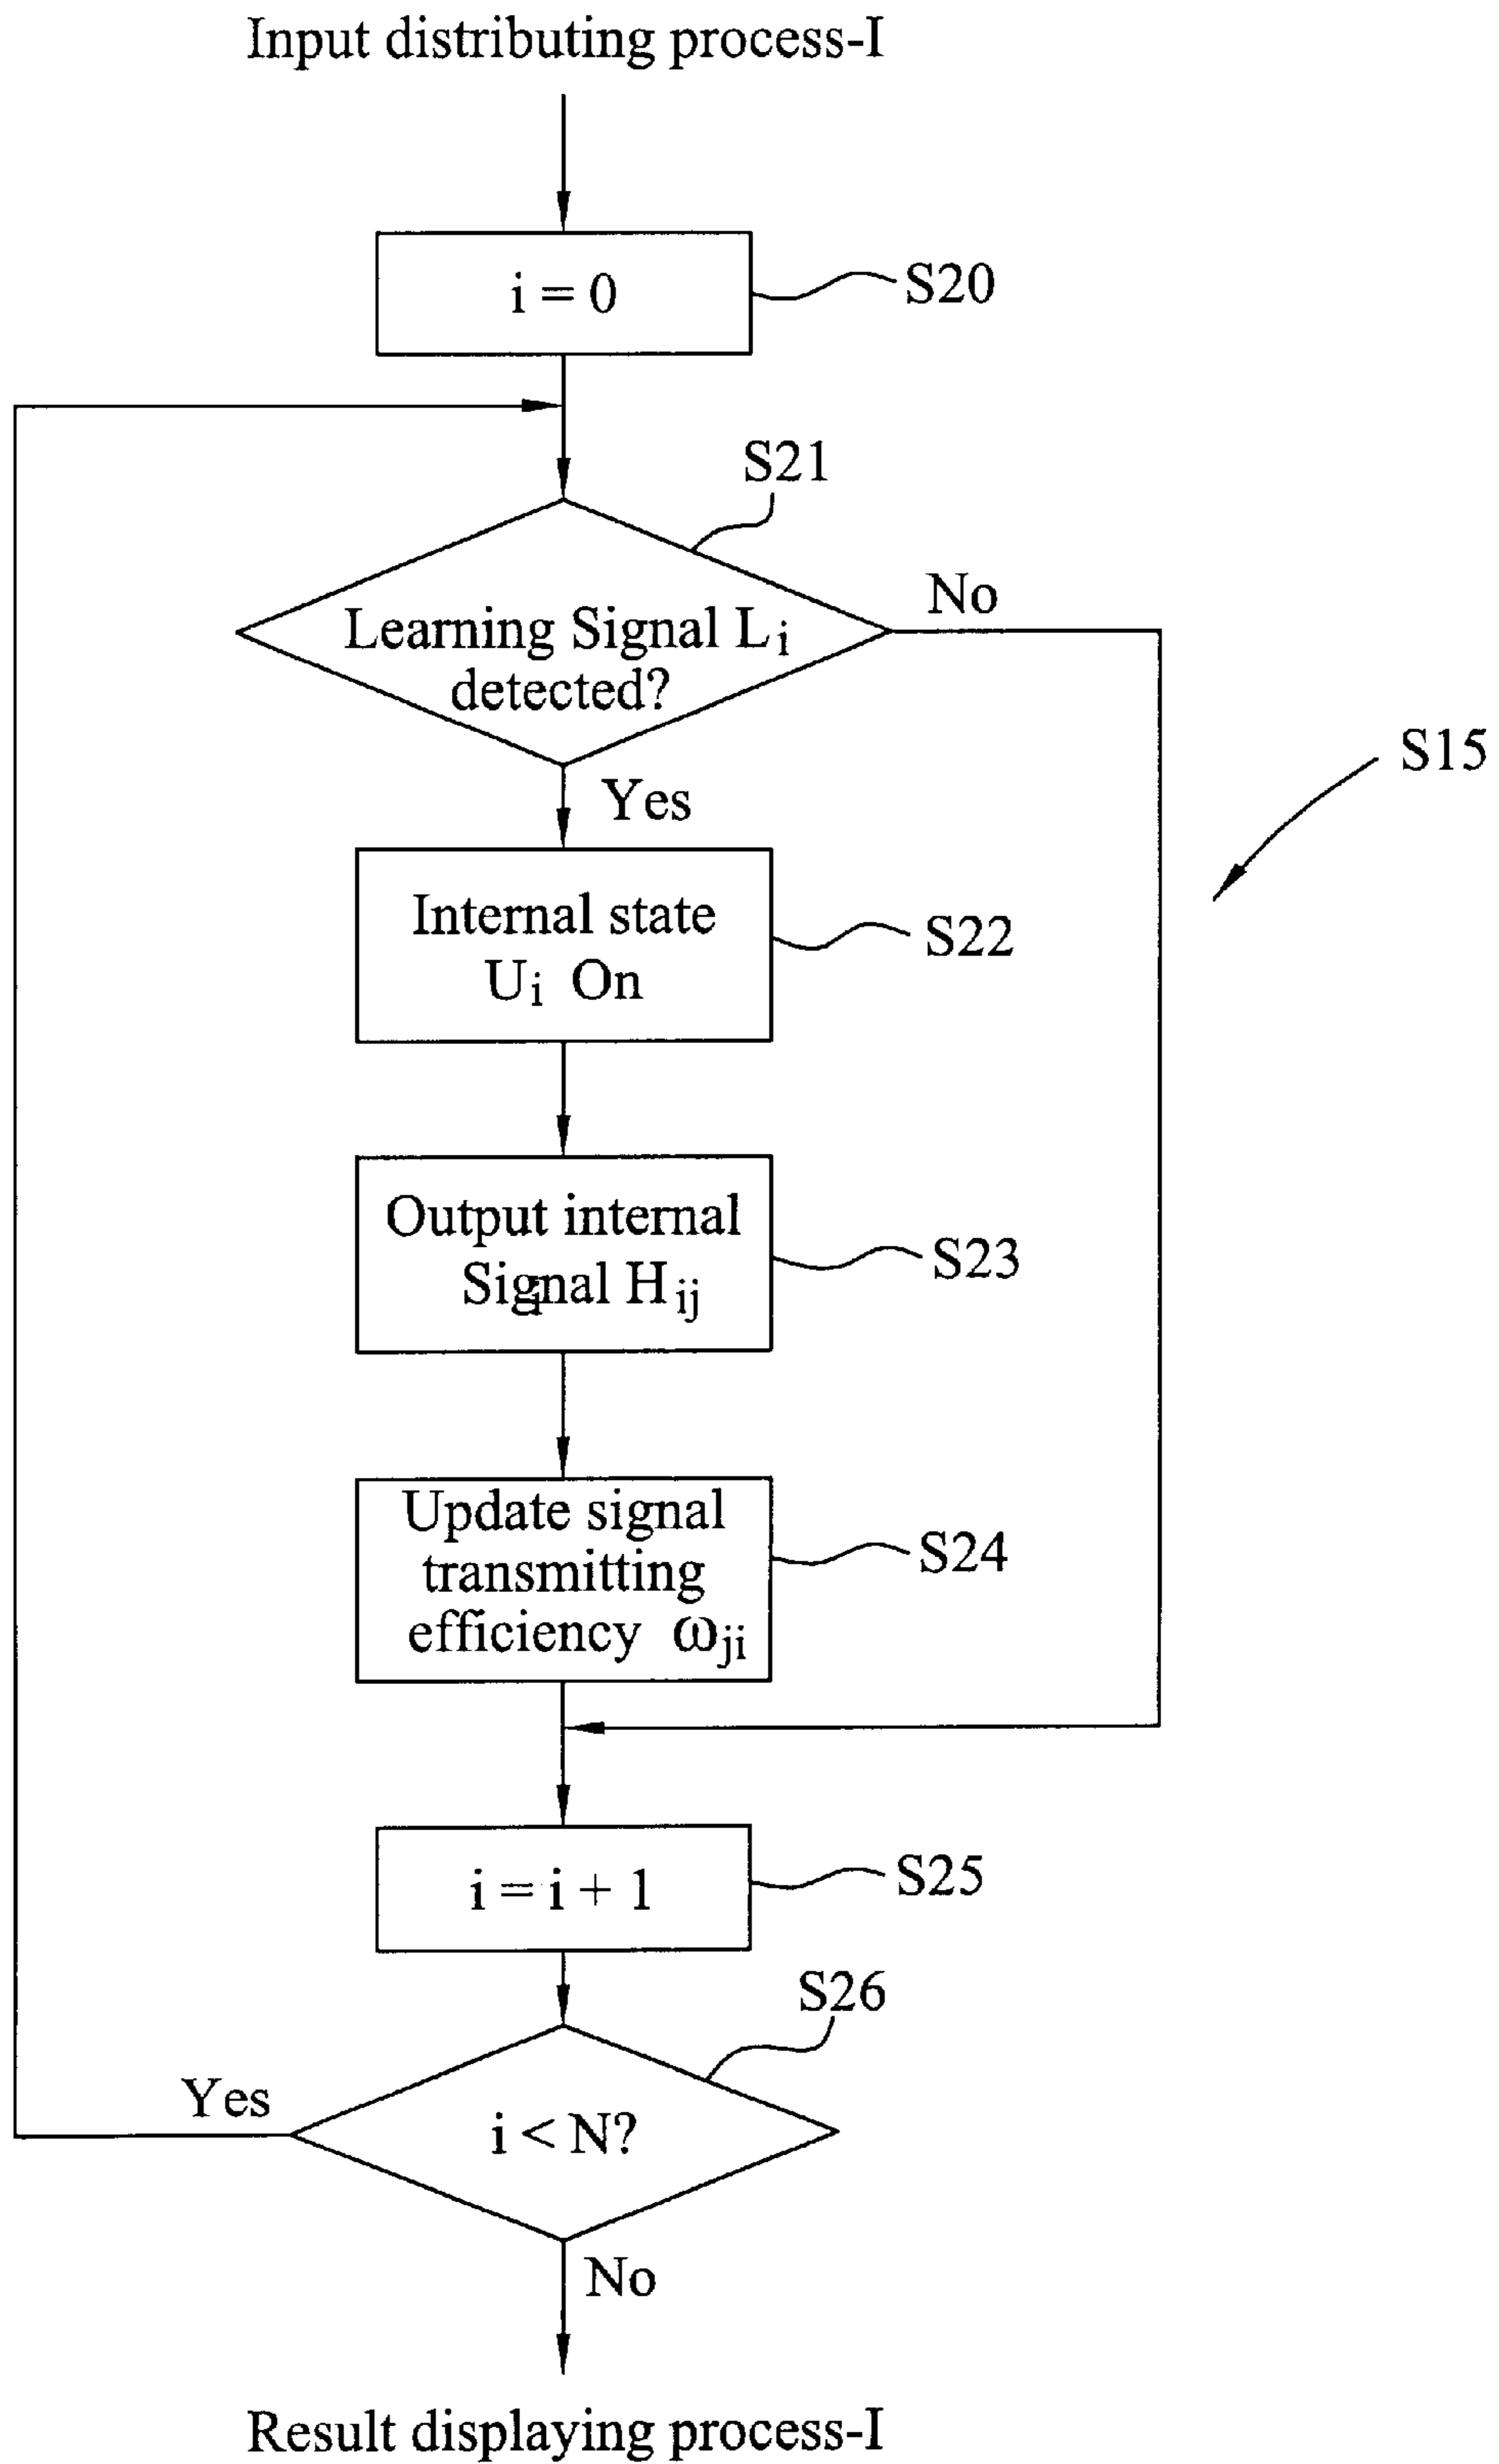 Input distributing process-I
i = 0
S20
S21
No
Learning Signal Li
detected?
S15
Yes
Internal state
Ui On
S22
Output internal
Signal Hij
S23
Update signal
transmitting
efficiency ωji
S24
i = i + 1
S25
S26
Yes
i < N?
No
Result displaying process-I